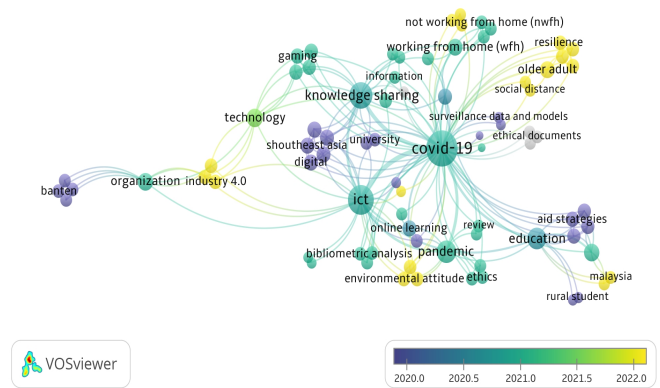 not working from home (nwfh)
working from home (wfh)
resilience
gaming
older adult
information
social distance
knowledge sharing
technology
surveillance data and models
university
ethical documents
shoutheast asia
covid-19
digital
organization
industry 4.0
banten
ict
aid strategies
online learning
review
education
bibliometric analysis
pandemic
environmental attitude
ethics
malaysia
rural student
VOSviewer
2020.0
2020.5
2021.0
2021.5
2022.0